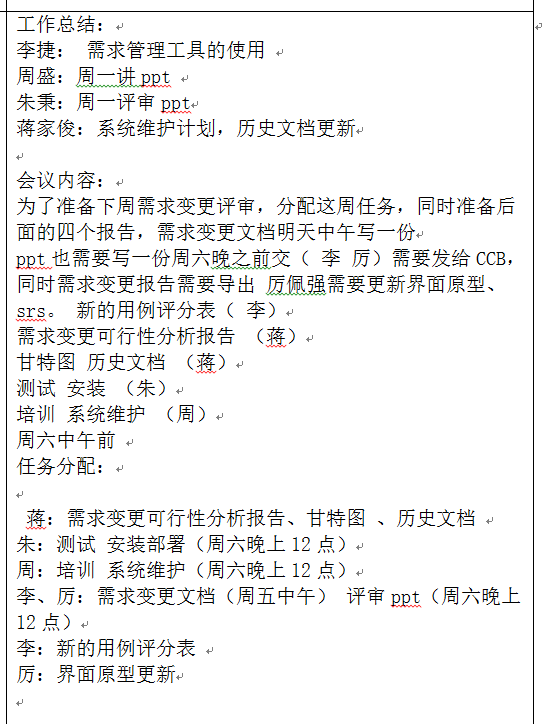 工作总结：
李捷： 需求管理工具的使用
周盛：周一讲 ppt
朱秉：周一评审 ppt
蒋家俊：系统维护计划，历史文档更新
会议内容：
为了准备下周需求变更评审，分配这周任务，同时准备后
面的四个报告，需求变更文档明天中午写一份
ppt 也需要写一份周六晚之前交（ 李 厉）需要发给 CCB，
同时需求变更报告需要导出 厉佩强需要更新界面原型、
srs。 新的用例评分表（ 李）
需求变更可行性分析报告 （蒋）
甘特图 历史文档 （蒋）
测试 安装 （朱）
培训 系统维护 （周）
周六中午前
任务分配：
蒋：需求变更可行性分析报告、甘特图 、历史文档
朱：测试 安装部署（周六晚上 12 点）
周：培训 系统维护（周六晚上 12 点）
李、厉：需求变更文档（周五中午） 评审 ppt（周六晚上
12 点）
李：新的用例评分表
厉：界面原型更新